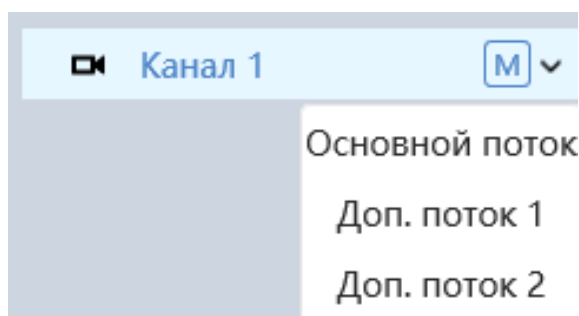 Канал 1 M
Основной поток
Доп. поток 1
Доп. поток 2